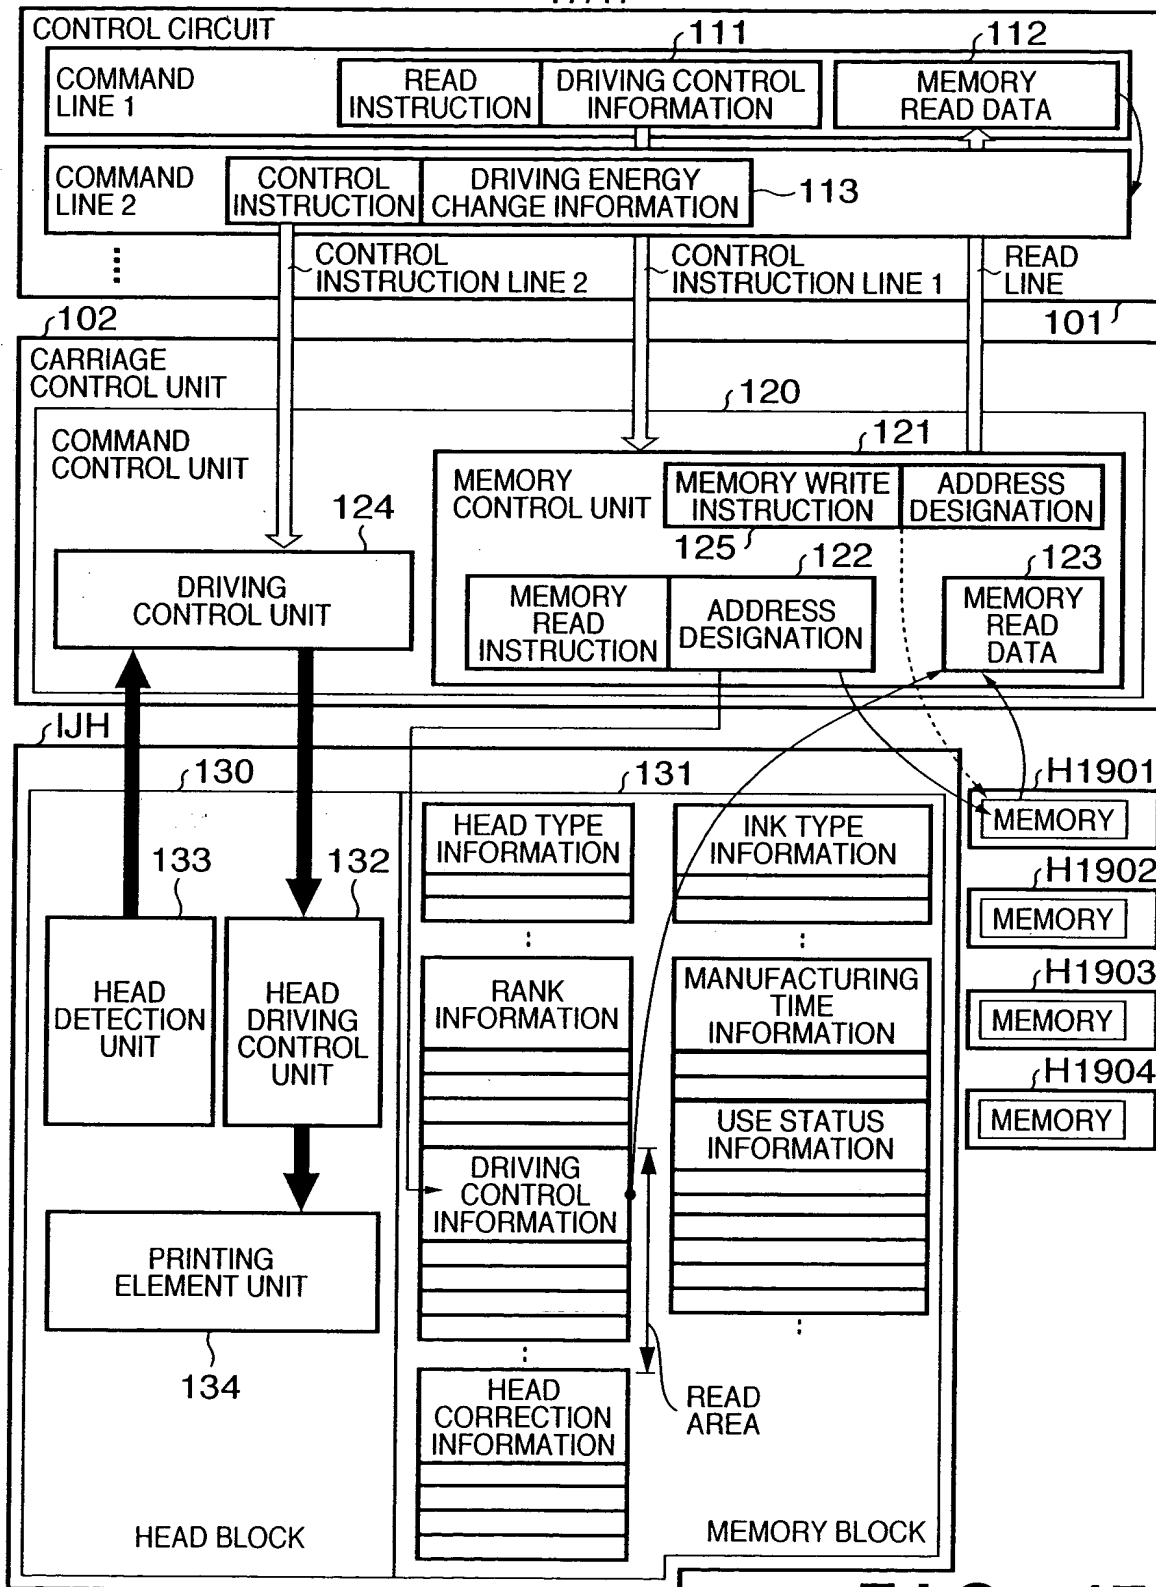 CONTROL CIRCUIT
111
112
COMMAND
LINE 1
READ
INSTRUCTION
DRIVING CONTROL
INFORMATION
MEMORY
READ DATA
COMMAND
LINE 2
CONTROL
INSTRUCTION
DRIVING ENERGY
CHANGE INFORMATION
113
CONTROL
INSTRUCTION LINE 2
CONTROL
INSTRUCTION LINE 1
READ
LINE
101
102
CARRIAGE
CONTROL UNIT
120
COMMAND
CONTROL UNIT
121
MEMORY
CONTROL UNIT
MEMORY WRITE
INSTRUCTION
ADDRESS
DESIGNATION
124
125
122
123
DRIVING
CONTROL UNIT
MEMORY
READ
INSTRUCTION
ADDRESS
DESIGNATION
MEMORY
READ
DATA
IJH
130
131
H1901
MEMORY
HEAD TYPE
INFORMATION
INK TYPE
INFORMATION
133
132
H1902
MEMORY
HEAD
DETECTION
UNIT
HEAD
DRIVING
CONTROL
UNIT
RANK
INFORMATION
MANUFACTURING
TIME
INFORMATION
H1903
MEMORY
H1904
MEMORY
USE STATUS
INFORMATION
DRIVING
CONTROL
INFORMATION
PRINTING
ELEMENT UNIT
134
HEAD
CORRECTION
INFORMATION
READ
AREA
HEAD BLOCK
MEMORY BLOCK